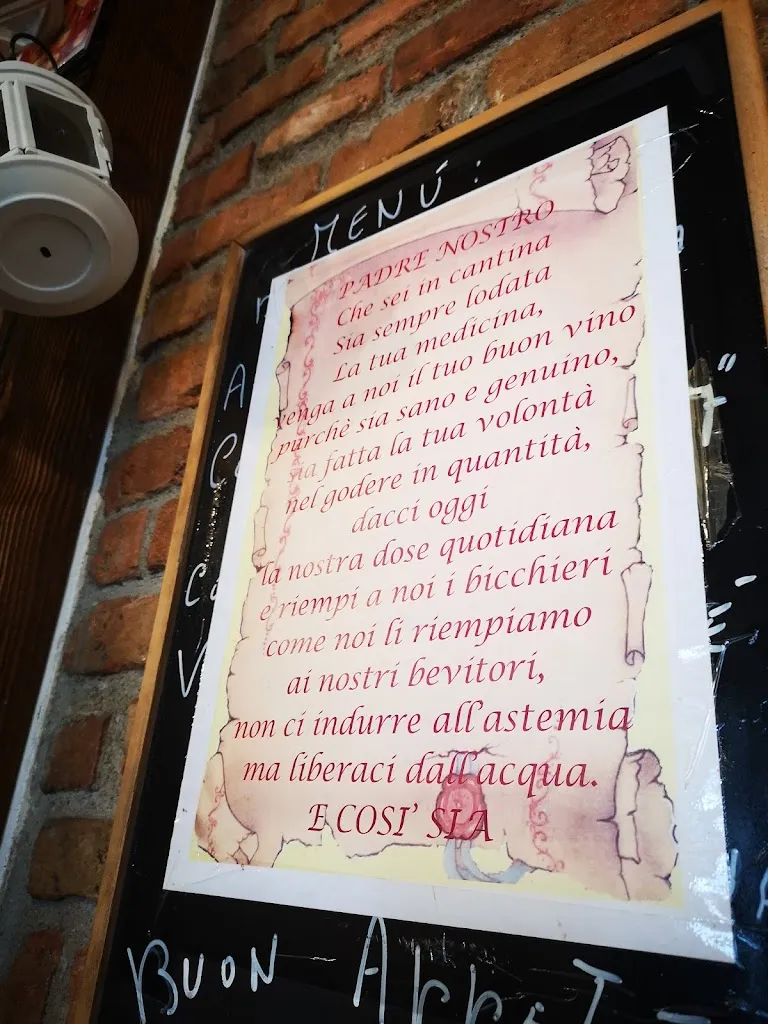 MENÚ:
PADRE NOSTRO
Che sei in cantina
Sia sempre lodata
La tua medicina,
venga a noi il tuo buon vino
purchè sia sano e genuino,
sia fatta la tua volontà
nel godere in quantità,
dacci oggi
la nostra dose quotidiana
e riempi a noi i bicchieri
come noi li riempiamo
ai nostri bevitori,
non ci indurre all'astemia
ma liberaci dall'acqua.
E COSI' SIA
BUON APPET